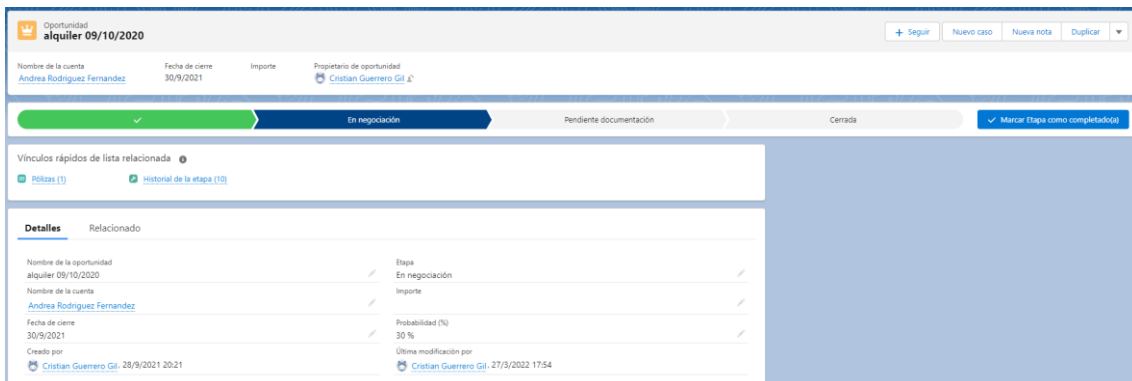 Oportunidad
alquiler 09/10/2020
+ Seguir
Nuevo caso
Nueva nota
Duplicar
Nombre de la cuenta
Fecha de cierre
Importe
Propietario de oportunidad
Andrea Rodriguez Fernandez
30/9/2021
Cristian Guerrero Gil
En negociación
Pendiente documentación
Cerrada
Marcar Etapa como completado(a)
Vínculos rápidos de lista relacionada
Pólizas (1)
Historial de la etapa (10)
Detalles
Relacionado
Nombre de la oportunidad
alquiler 09/10/2020
Etapa
En negociación
Nombre de la cuenta
Andrea Rodriguez Fernandez
Importe
Fecha de cierre
30/9/2021
Probabilidad (%)
30 %
Creado por
Cristian Guerrero Gil, 28/9/2021 20:21
Última modificación por
Cristian Guerrero Gil, 27/3/2022 17:54